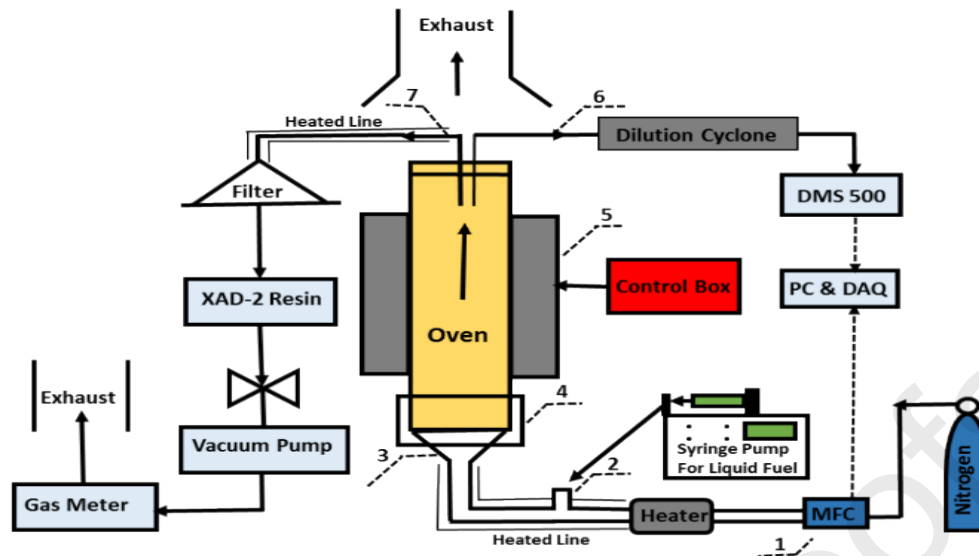 Exhaust
7
6
Heated Line
Dilution Cyclone
Filter
DMS 500
5
XAD-2 Resin
Control Box
PC & DAQ
Oven
Exhaust
4
Vacuum Pump
Syringe Pump
For Liquid Fuel
3
2
Gas Meter
Heater
MFC
Nitrogen
Heated Line
1